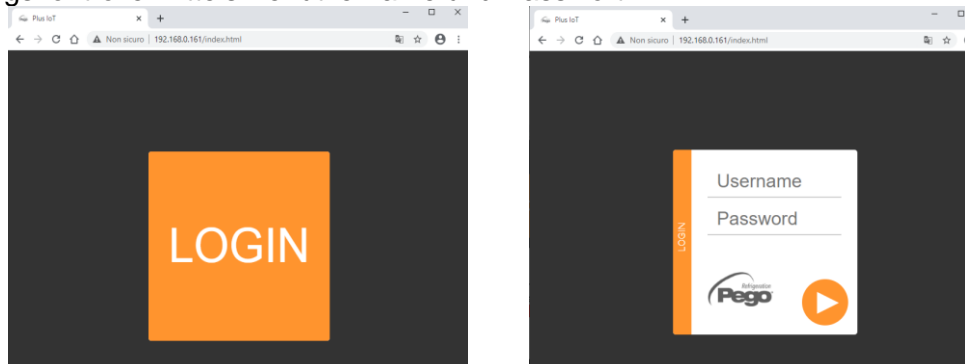 Plus IoT
Non sicuro | 192.168.0.161/index.html
LOGIN
Plus IoT
Non sicuro | 192.168.0.161/index.html
LOGIN
Username
Password
Refrigeration
Pego